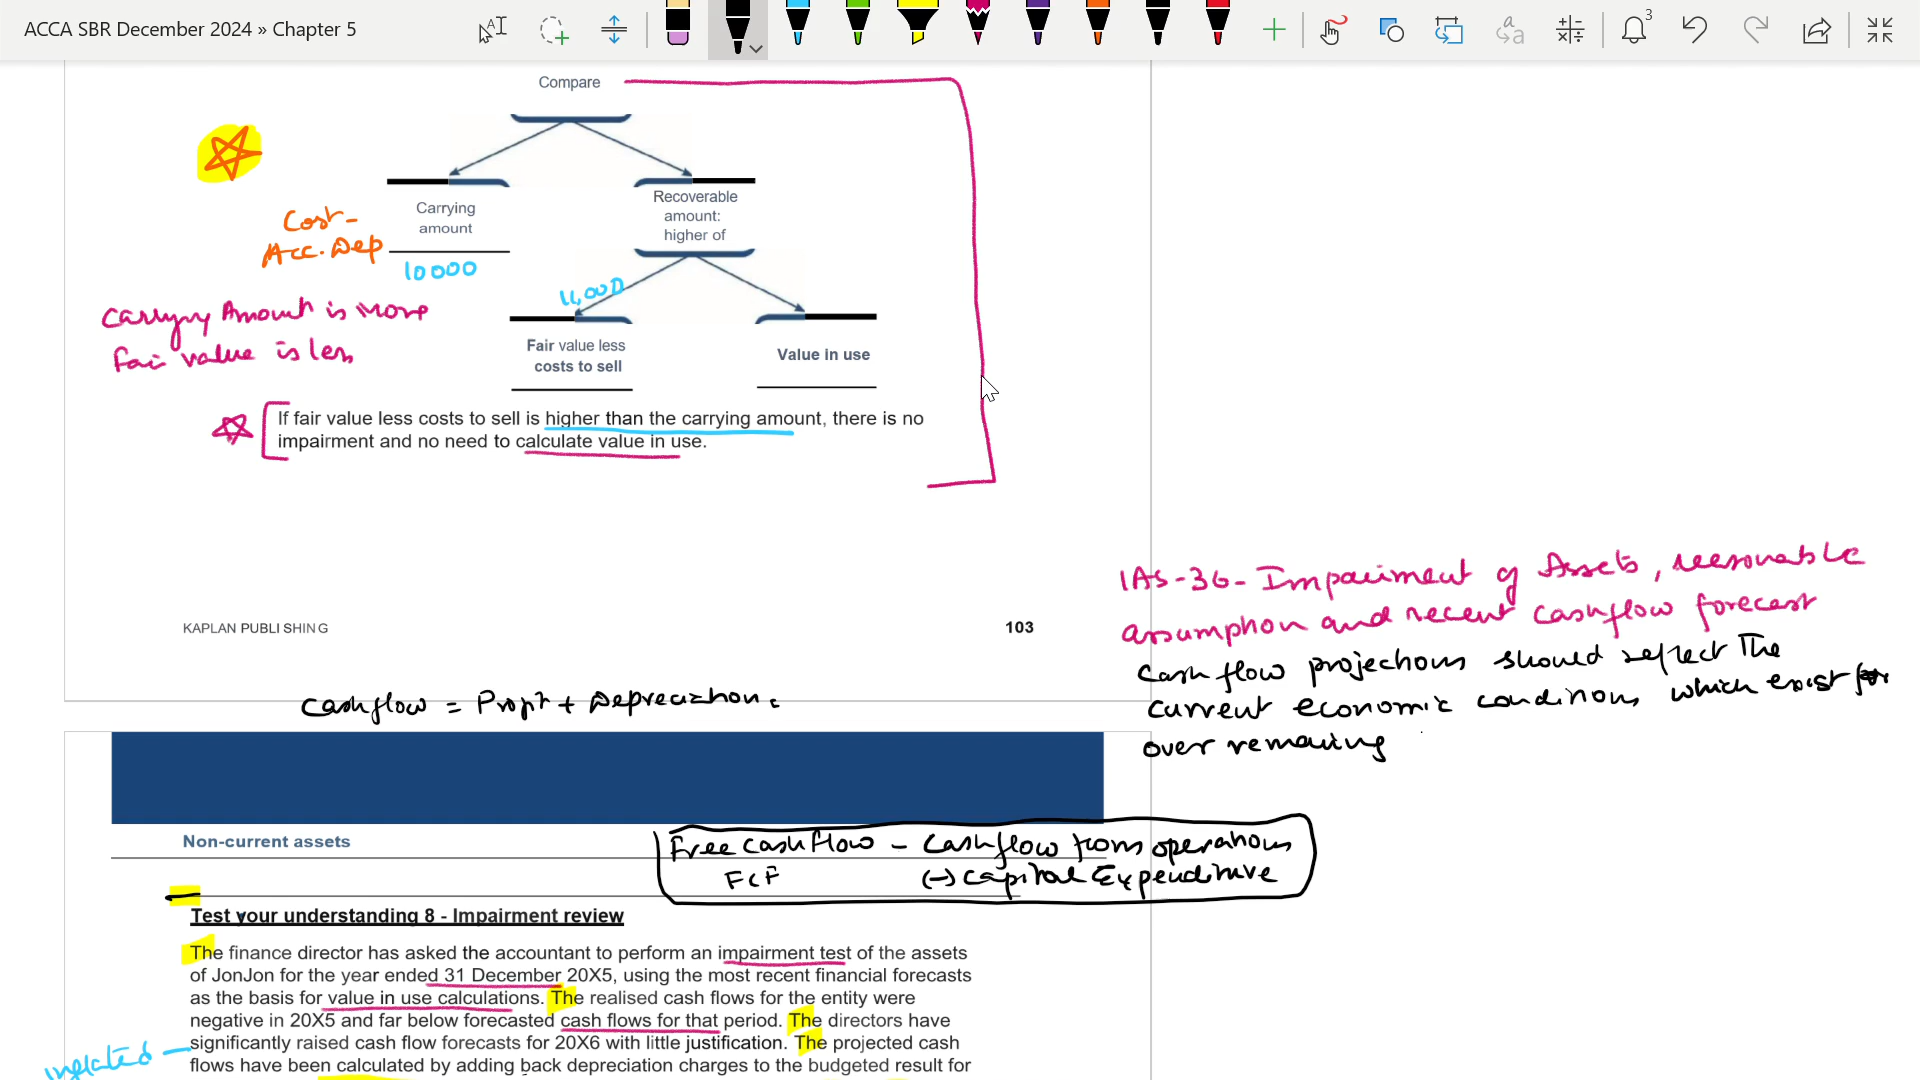 ACCA SBR December 2024 » Chapter 5
3
Compare
Carrying
amount
Recoverable
amount:
higher of
Cost-
Acc. Dep
10000
11,000
Carrying Amount is more
Fair value is less
Fair value less
costs to sell
Value in use
If fair value less costs to sell is higher than the carrying amount, there is no
impairment and no need to calculate value in use.
KAPLAN PUBLISHING
103
IAS-36- Impairment of Assets, reasonable
assumption and recent cashflow forecast
Cash flow projections should reflect the
current economic conditions which exist for
over remaining
Cashflow = Profit + Depreciation
Non-current assets
Free Cash flow - Cashflow from operations
FCF (-) Capital Expenditure
Test your understanding 8 - Impairment review
The finance director has asked the accountant to perform an impairment test of the assets
of JonJon for the year ended 31 December 20X5, using the most recent financial forecasts
as the basis for value in use calculations. The realised cash flows for the entity were
negative in 20X5 and far below forecasted cash flows for that period. The directors have
significantly raised cash flow forecasts for 20X6 with little justification. The projected cash
flows have been calculated by adding back depreciation charges to the budgeted result for
inflated